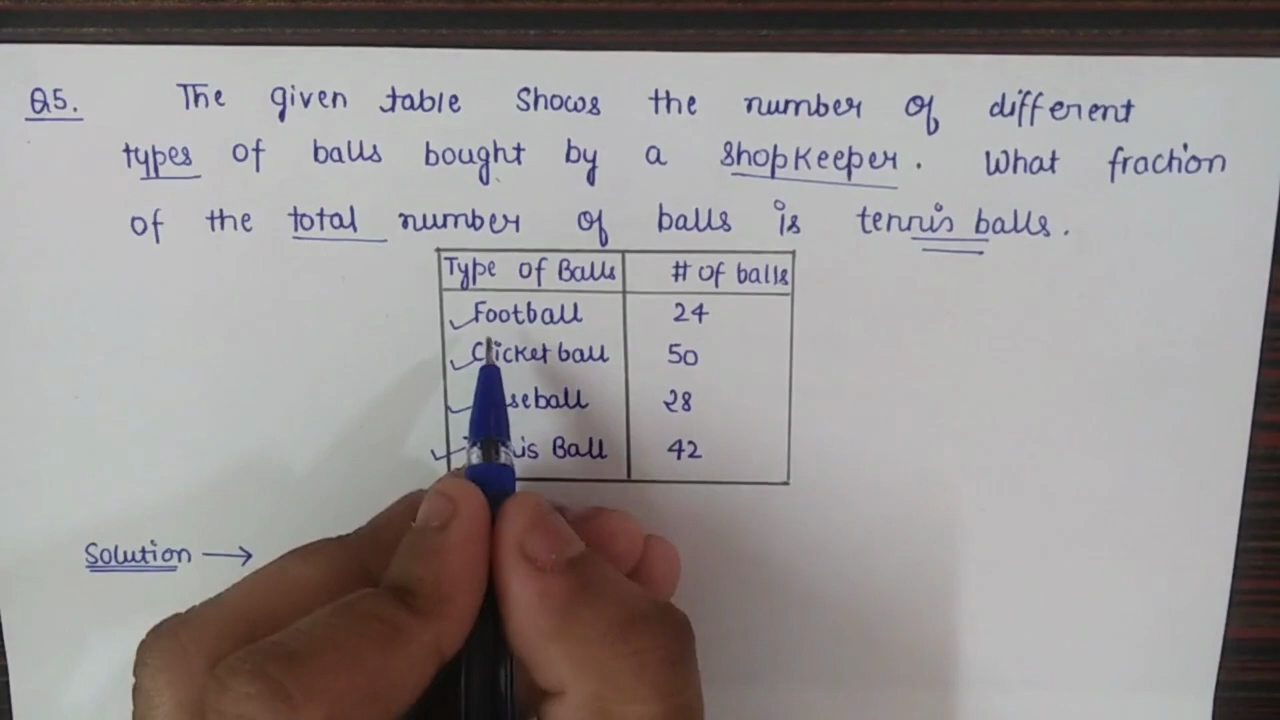 Q5. The given table shows the number of different
types of balls bought by a shopkeeper. What fraction
of the total number of balls is tennis balls.
Type of Balls # of balls
Football 24
Cricket ball 50
seball 28
is Ball 42
Solution →